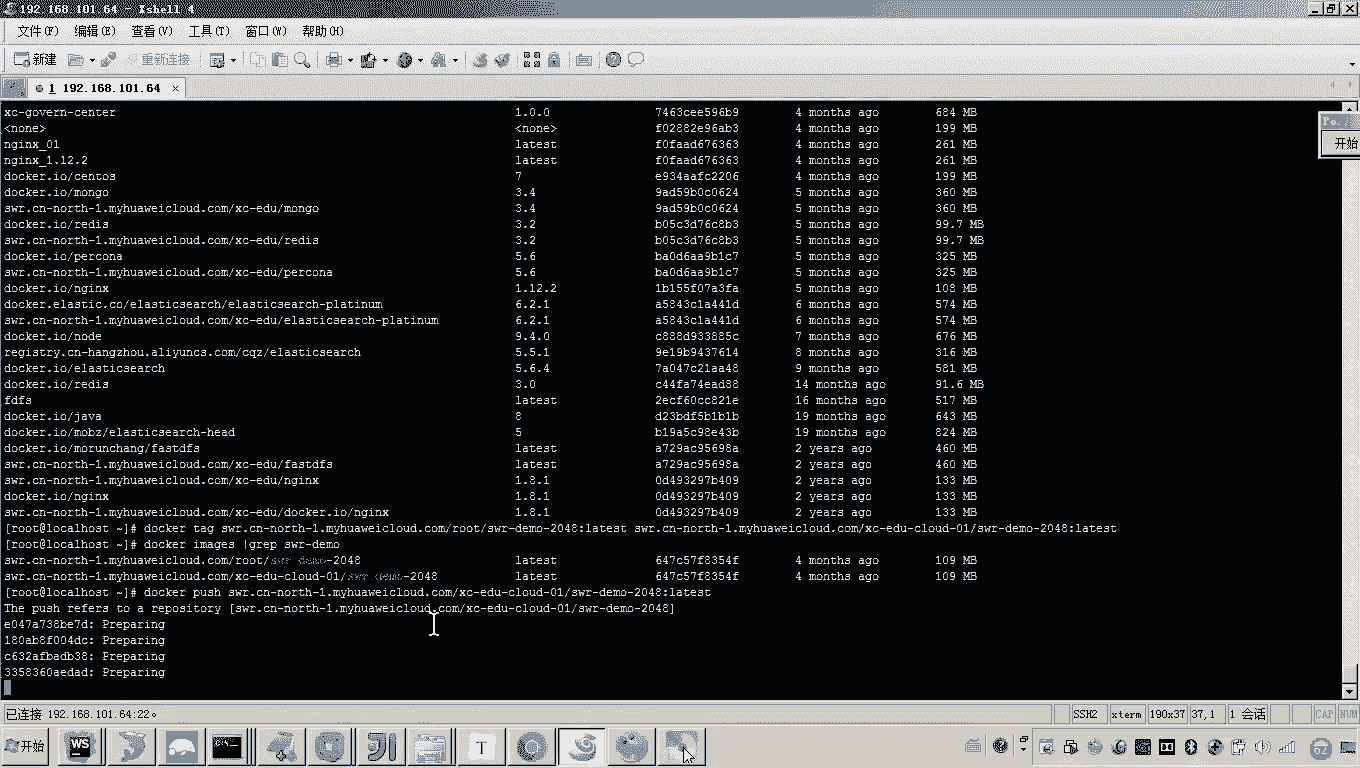 192.168.101.64 - Xshell 4
文件(F) 编辑(E) 查看(V) 工具(T) 窗口(W) 帮助(H)
新建 重新连接
1 192.168.101.64 ×
xc-govern-center 1.0.0 7463cee596b9 4 months ago 684 MB
<none> <none> f02882e96ab3 4 months ago 199 MB
nginx_01 latest f0faad676363 4 months ago 261 MB
开始
nginx_1.12.2 latest f0faad676363 4 months ago 261 MB
docker.io/centos 7 e934aafc2206 4 months ago 199 MB
docker.io/mongo 3.4 9ad59b0c0624 5 months ago 360 MB
swr.cn-north-1.myhuaweicloud.com/xc-edu/mongo 3.4 9ad59b0c0624 5 months ago 360 MB
docker.io/redis 3.2 b05c3d76c8b3 5 months ago 99.7 MB
swr.cn-north-1.myhuaweicloud.com/xc-edu/redis 3.2 b05c3d76c8b3 5 months ago 99.7 MB
docker.io/percona 5.6 ba0d6aa9b1c7 5 months ago 325 MB
swr.cn-north-1.myhuaweicloud.com/xc-edu/percona 5.6 ba0d6aa9b1c7 5 months ago 325 MB
docker.io/nginx 1.12.2 1b155f07a3fa 5 months ago 108 MB
docker.elastic.co/elasticsearch/elasticsearch-platinum 6.2.1 a5843c1a441d 6 months ago 574 MB
swr.cn-north-1.myhuaweicloud.com/xc-edu/elasticsearch-platinum 6.2.1 a5843c1a441d 6 months ago 574 MB
docker.io/node 9.4.0 c888d933885c 7 months ago 676 MB
registry.cn-hangzhou.aliyuncs.com/cqz/elasticsearch 5.5.1 9e19b9437614 8 months ago 316 MB
docker.io/elasticsearch 5.6.4 7a047c21aa48 9 months ago 581 MB
docker.io/redis 3.0 c44fa74ead88 14 months ago 91.6 MB
fdfs latest 2ecf60cc821e 16 months ago 517 MB
docker.io/java 8 d23bdf5b1b1b 19 months ago 643 MB
docker.io/mobz/elasticsearch-head 5 b19a5c98e43b 19 months ago 824 MB
docker.io/morunchang/fastdfs latest a729ac95698a 2 years ago 460 MB
swr.cn-north-1.myhuaweicloud.com/xc-edu/fastdfs latest a729ac95698a 2 years ago 460 MB
swr.cn-north-1.myhuaweicloud.com/xc-edu/nginx 1.8.1 0d493297b409 2 years ago 133 MB
docker.io/nginx 1.8.1 0d493297b409 2 years ago 133 MB
swr.cn-north-1.myhuaweicloud.com/xc-edu/docker.io/nginx 1.8.1 0d493297b409 2 years ago 133 MB
[root@localhost ~]# docker tag swr.cn-north-1.myhuaweicloud.com/root/swr-demo-2048:latest swr.cn-north-1.myhuaweicloud.com/xc-edu-cloud-01/swr-demo-2048:latest
[root@localhost ~]# docker images |grep swr-demo
swr.cn-north-1.myhuaweicloud.com/root/swr-demo-2048 latest 647c57f8354f 4 months ago 109 MB
swr.cn-north-1.myhuaweicloud.com/xc-edu-cloud-01/swr-demo-2048 latest 647c57f8354f 4 months ago 109 MB
[root@localhost ~]# docker push swr.cn-north-1.myhuaweicloud.com/xc-edu-cloud-01/swr-demo-2048:latest
The push refers to a repository [swr.cn-north-1.myhuaweicloud.com/xc-edu-cloud-01/swr-demo-2048]
e047a738be7d: Preparing
180ab8f004dc: Preparing
c632afbadb38: Preparing
3358360aedad: Preparing
已连接 192.168.101.64:22。 SSH2 xterm 190x37 37,1 1 会话 CAP NUM
开始 WS T 62 62